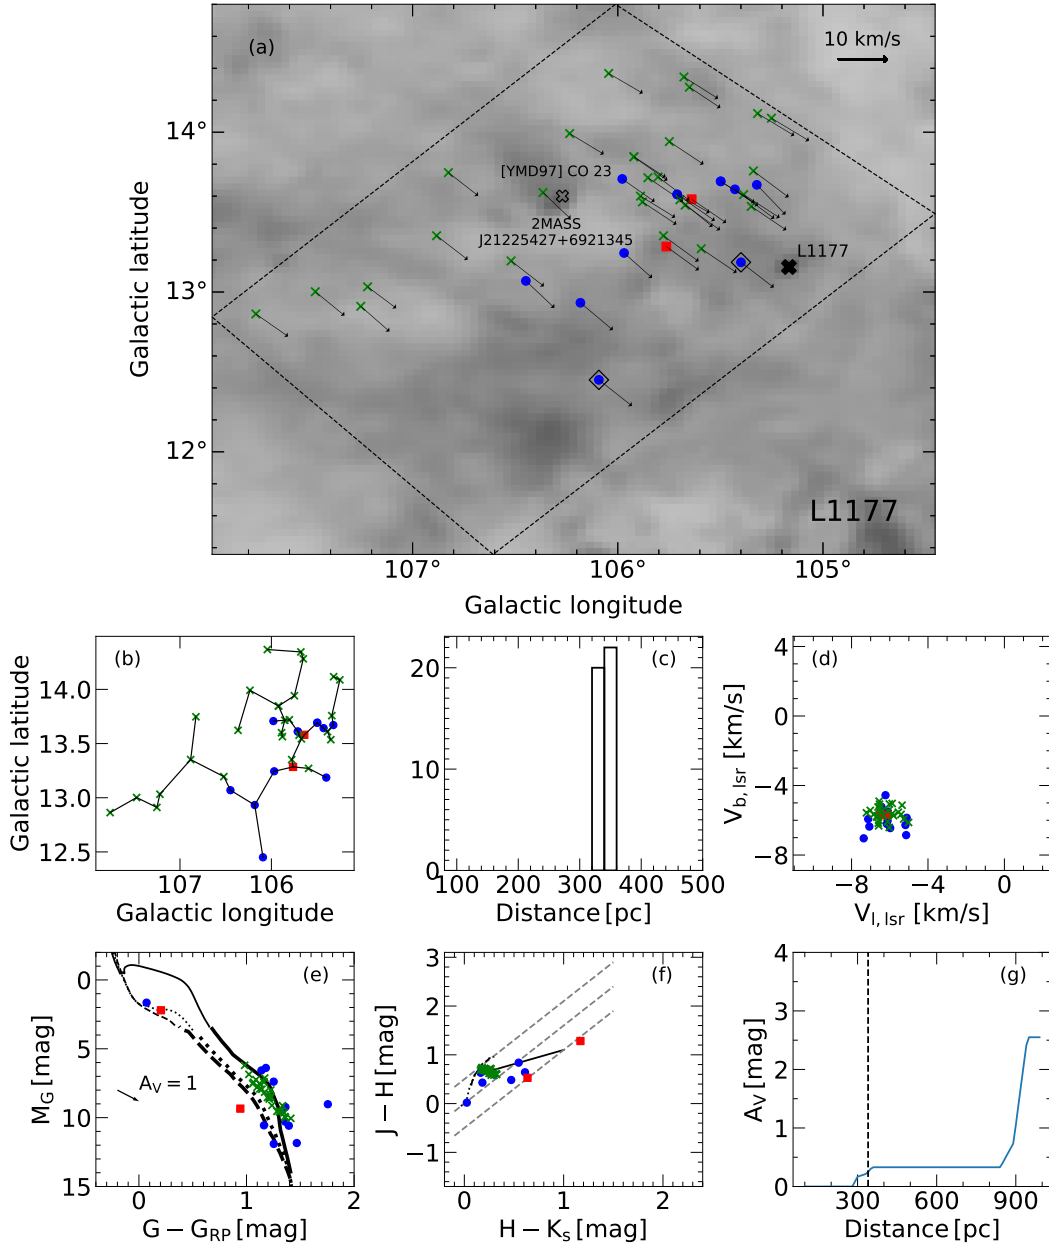 (a)
10 km/s
14°
[YMD97] CO 23
2MASS
J21225427+6921345
L1177
13°
12°
Galactic latitude
L1177
107°
106°
105°
Galactic longitude
(b)
14.0
13.5
13.0
12.5
Galactic latitude
107
106
Galactic longitude
(c)
20
10
0
100 200 300 400 500
Distance [pc]
(d)
4
0
−4
−8
V_b, lsr [km/s]
−8 −4 0
V_l, lsr [km/s]
(e)
0
5
10
15
M_G [mag]
A_V = 1
0 1 2
G − G_RP [mag]
(f)
3
2
1
0
−1
J − H [mag]
0 1 2
H − K_s [mag]
(g)
4
3
2
1
0
A_V [mag]
300 600 900
Distance [pc]